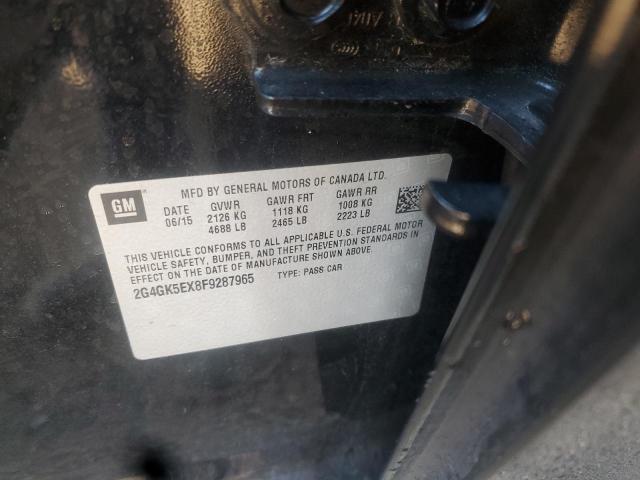 GM
MFD BY GENERAL MOTORS OF CANADA LTD.
DATE GVWR GAWR FRT GAWR RR
06/15 2126 KG 1118 KG 1008 KG
4688 LB 2465 LB 2223 LB
THIS VEHICLE CONFORMS TO ALL APPLICABLE U.S. FEDERAL MOTOR
VEHICLE SAFETY, BUMPER, AND THEFT PREVENTION STANDARDS IN
EFFECT ON THE DATE OF MANUFACTURE SHOWN ABOVE.
2G4GK5EX8F9287965 TYPE: PASS CAR